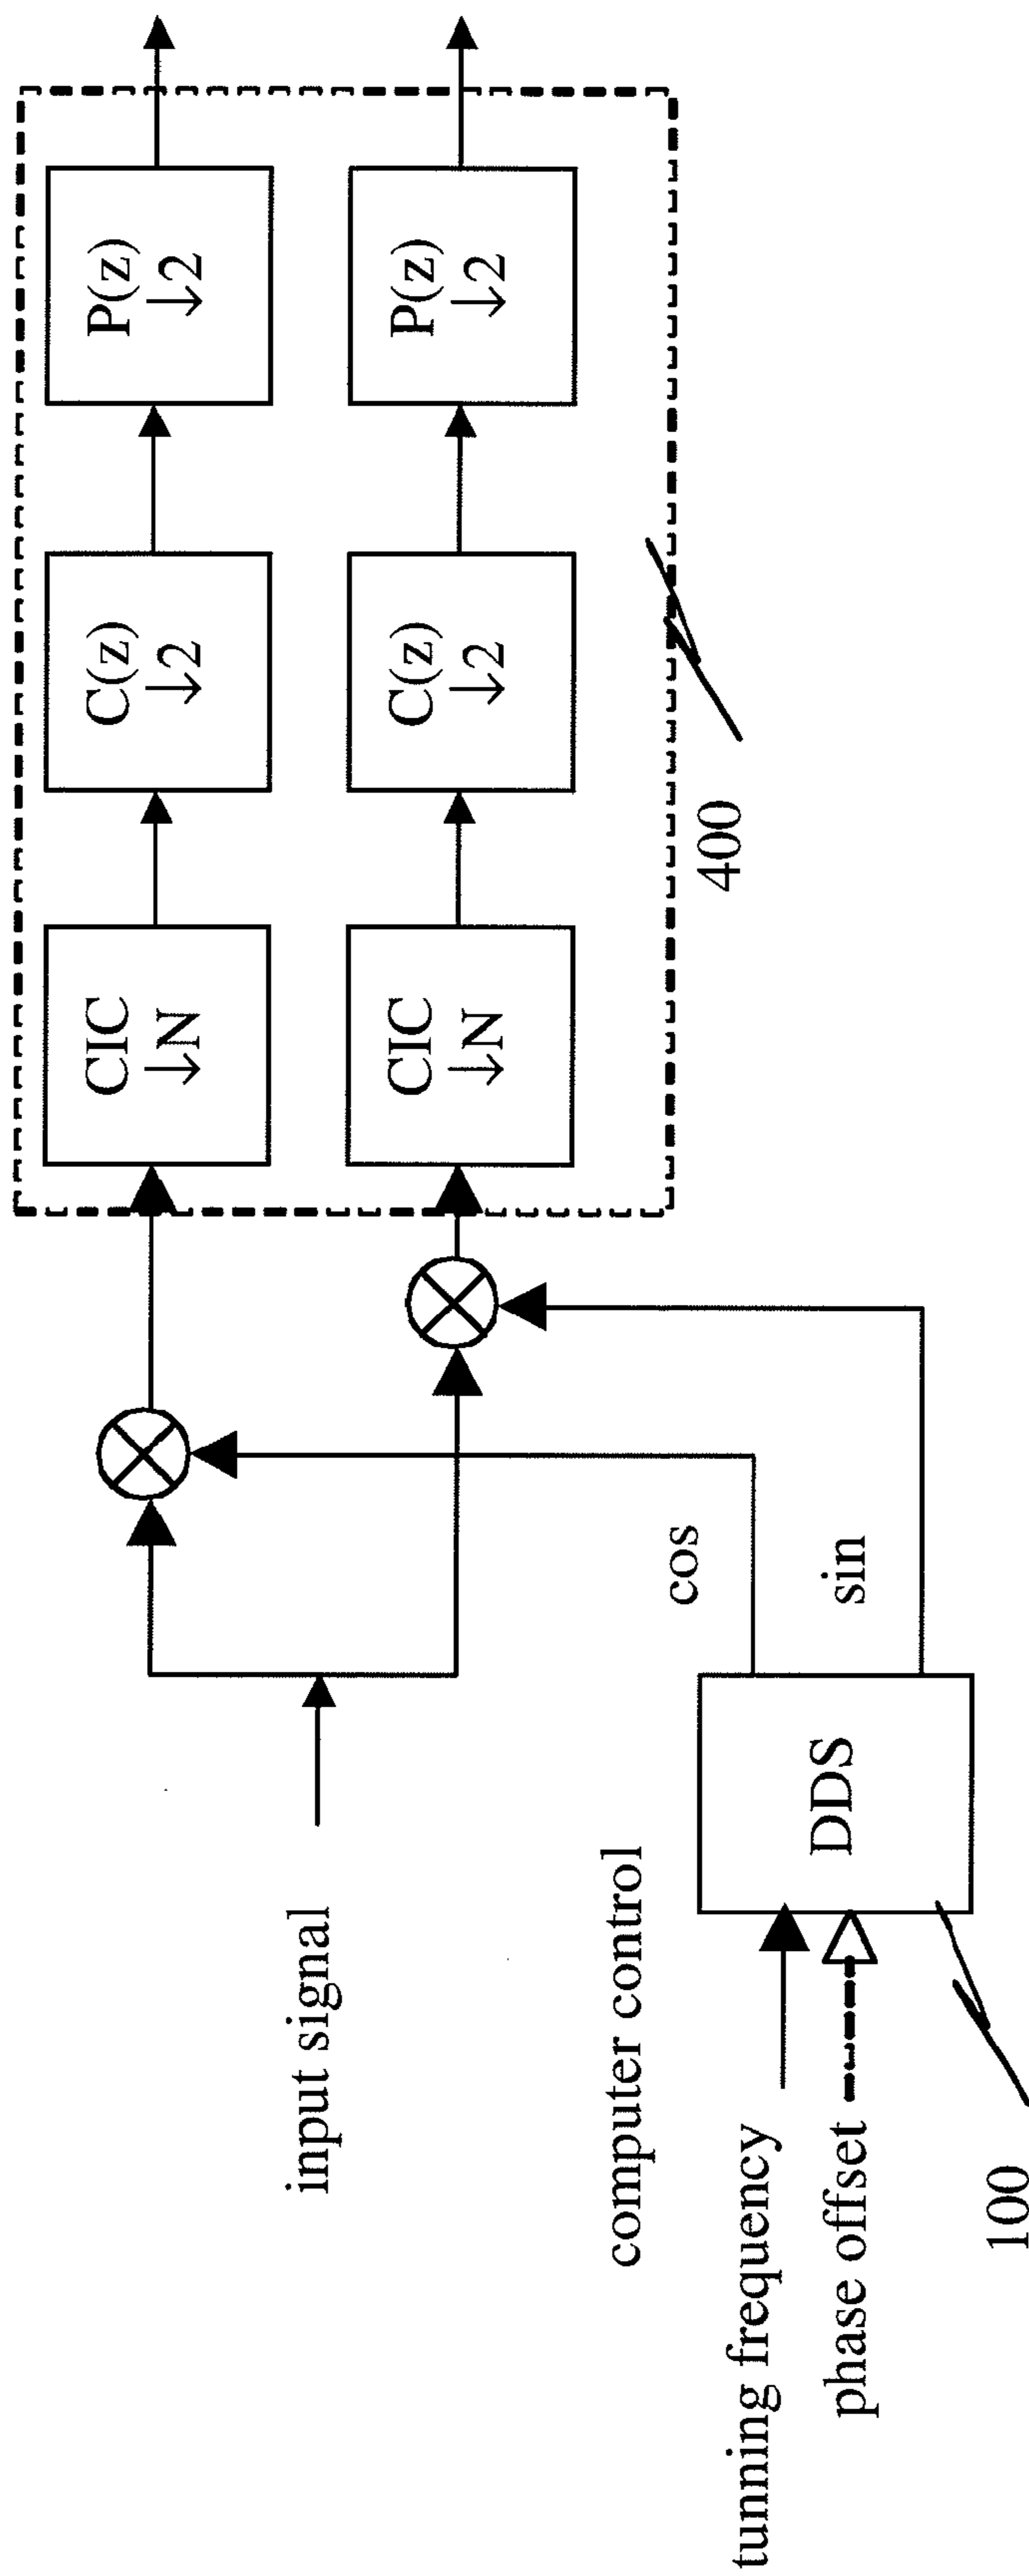 input signal
computer control
tunning frequency
phase offset
100
DDS
cos
sin
CIC
↓N
C(z)
↓2
P(z)
↓2
CIC
↓N
C(z)
↓2
P(z)
↓2
400